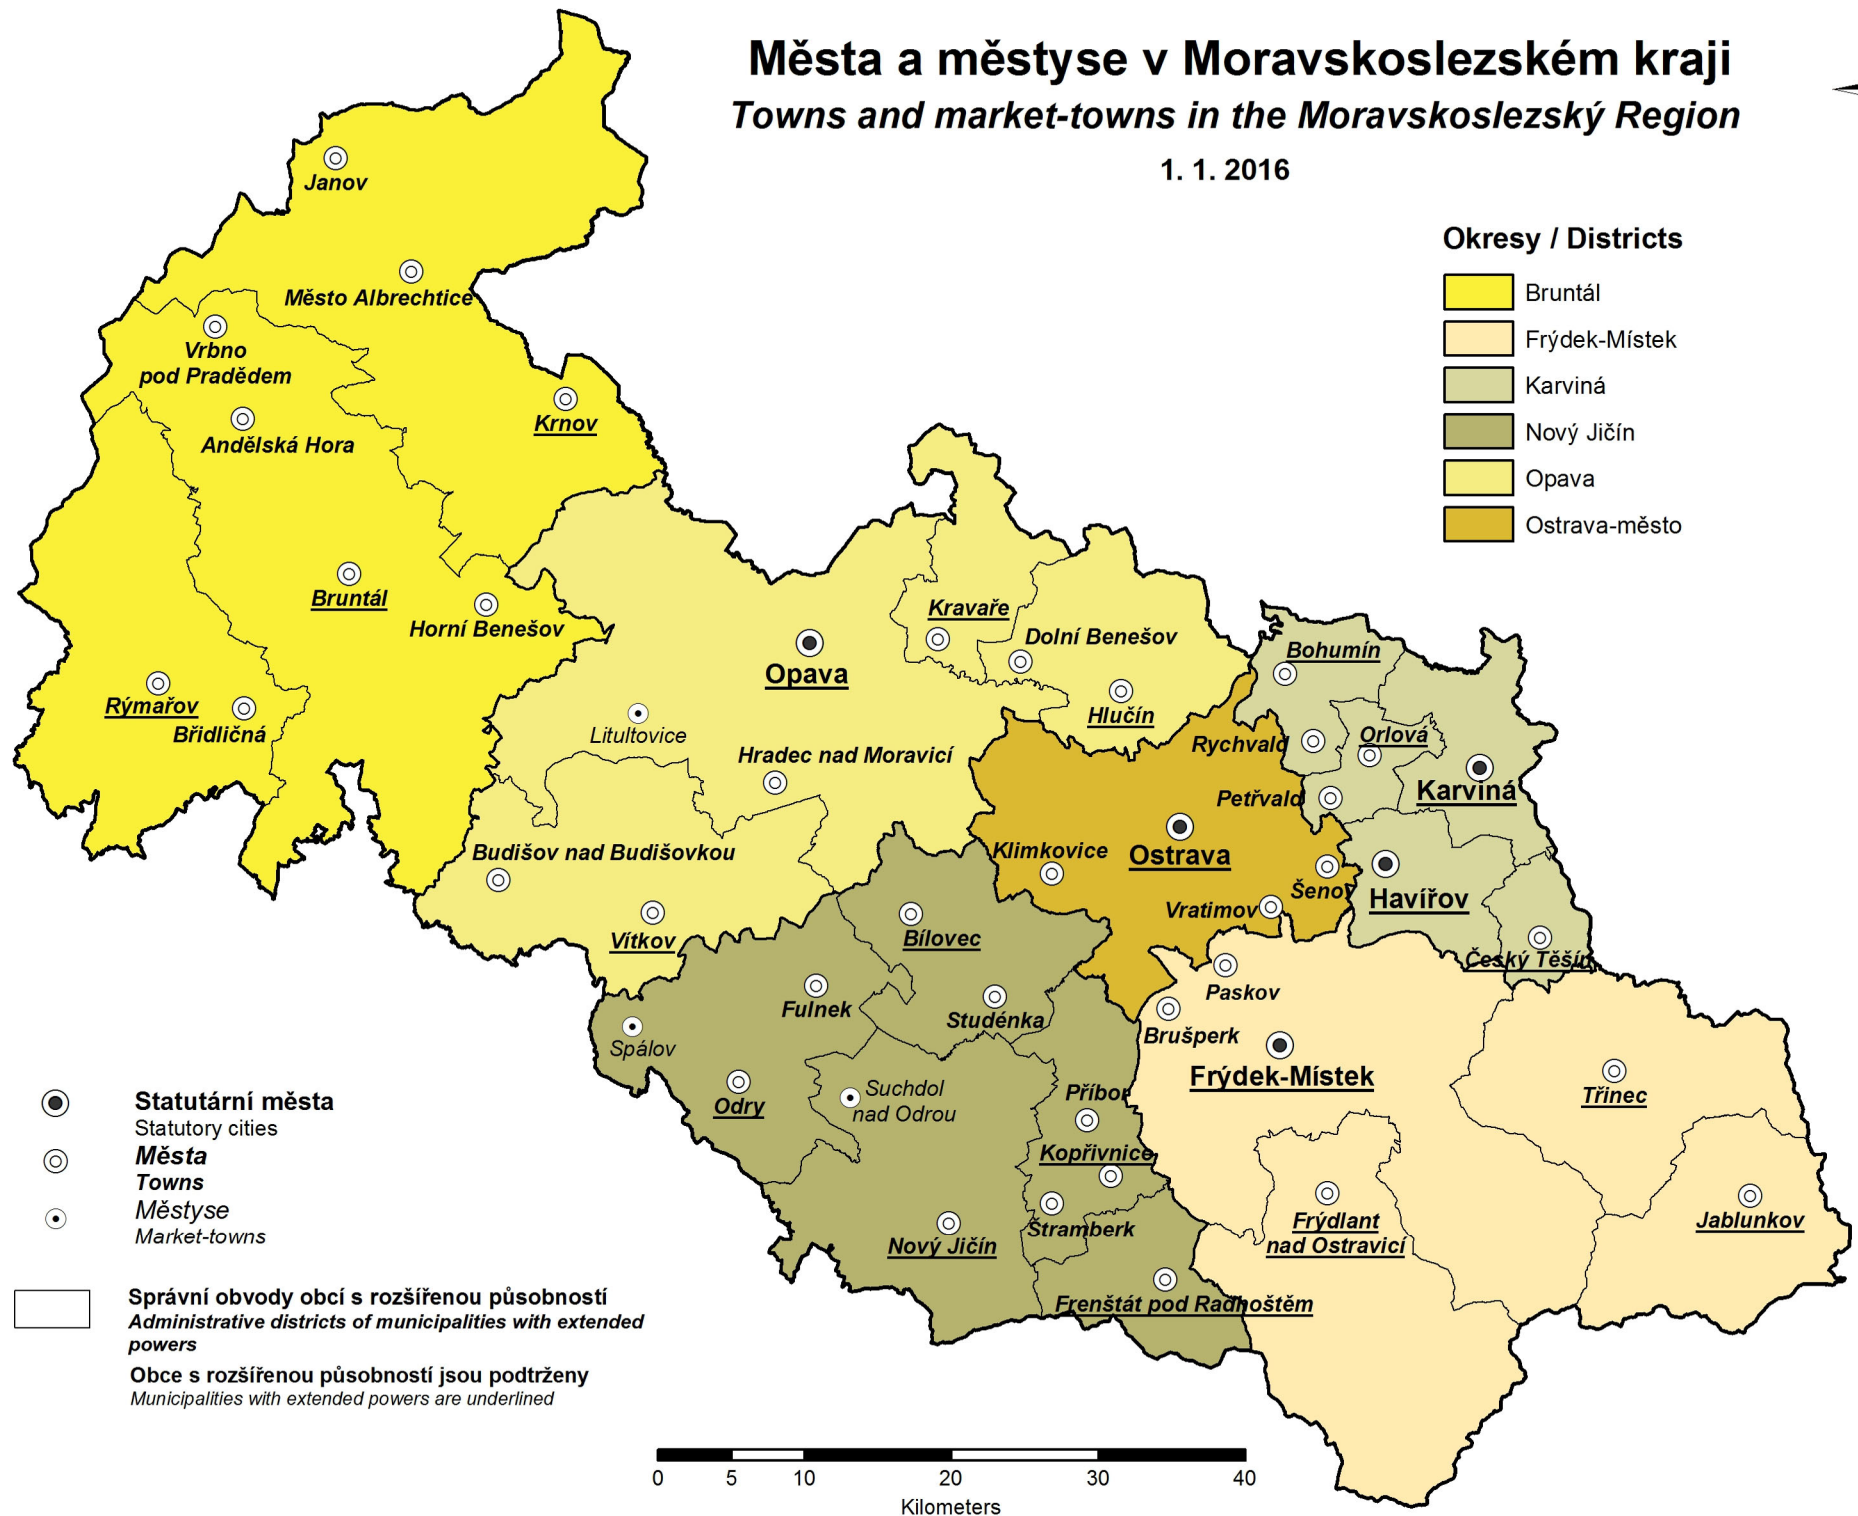 Města a městyse v Moravskoslezském kraji
Towns and market-towns in the Moravskoslezský Region
1. 1. 2016
Okresy / Districts
Bruntál
Frýdek-Místek
Karviná
Nový Jičín
Opava
Ostrava-město
Janov
Město Albrechtice
Vrbno
pod Pradědem
Andělská Hora
Krnov
Bruntál
Horní Benešov
Rýmařov
Břidličná
Kravaře
Dolní Benešov
Opava
Hlučín
Litultovice
Hradec nad Moravicí
Budišov nad Budišovkou
Vítkov
Bohumín
Rychvald
Orlová
Petřvald
Karviná
Klimkovice
Ostrava
Šenov
Havířov
Vratimov
Český Těšín
Bílovec
Fulnek
Studénka
Spálov
Odry
Suchdol
nad Odrou
Příbor
Kopřivnice
Štramberk
Nový Jičín
Frenštát pod Radhoštěm
Paskov
Brušperk
Frýdek-Místek
Třinec
Frýdlant
nad Ostravicí
Jablunkov
Statutární města
Statutory cities
Města
Towns
Městyse
Market-towns
Správní obvody obcí s rozšířenou působností
Administrative districts of municipalities with extended
powers
Obce s rozšířenou působností jsou podtrženy
Municipalities with extended powers are underlined
0 5 10 20 30 40
Kilometers